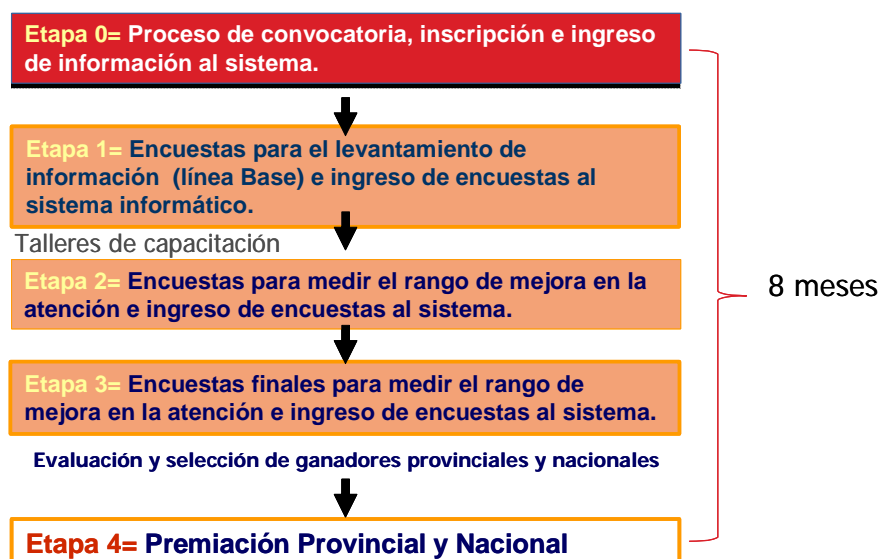 Etapa 0= Proceso de convocatoria, inscripción e ingreso
de información al sistema.
Etapa 1= Encuestas para el levantamiento de
información (línea Base) e ingreso de encuestas al
sistema informático.
Talleres de capacitación
Etapa 2= Encuestas para medir el rango de mejora en la
atención e ingreso de encuestas al sistema.
8 meses
Etapa 3= Encuestas finales para medir el rango de
mejora en la atención e ingreso de encuestas al sistema.
Evaluación y selección de ganadores provinciales y nacionales
Etapa 4= Premiación Provincial y Nacional